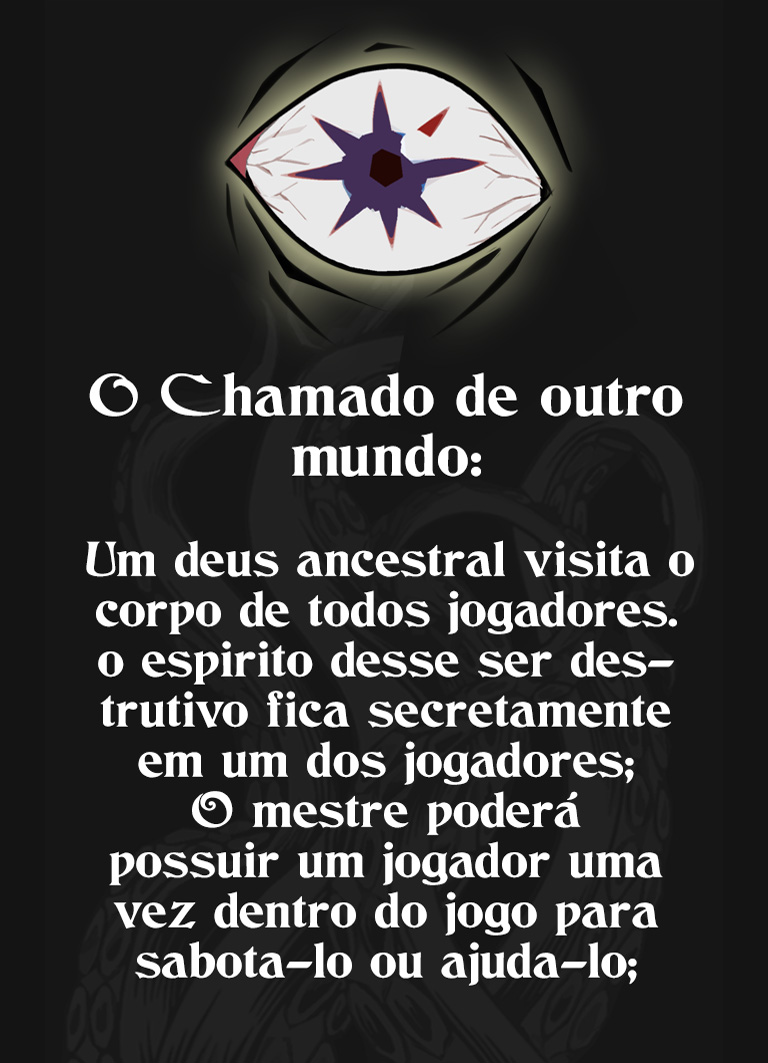 O Chamado de outro
mundo:
Um deus ancestral visita o
corpo de todos jogadores.
o espirito desse ser des-
trutivo fica secretamente
em um dos jogadores;
O mestre poderá
possuir um jogador uma
vez dentro do jogo para
sabota-lo ou ajuda-lo;